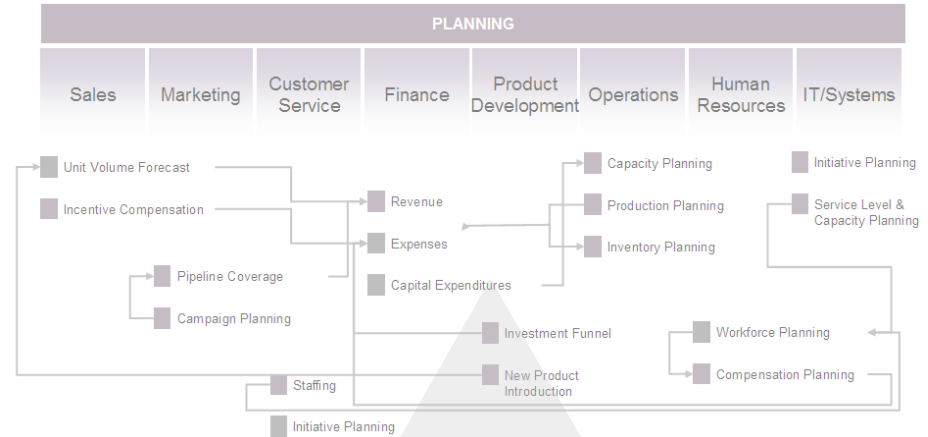 PLANNING
Sales
Marketing
Customer
Service
Finance
Product
Development
Operations
Human
Resources
IT/Systems
Unit Volume Forecast
Incentive Compensation
Pipeline Coverage
Campaign Planning
Staffing
Initiative Planning
Revenue
Expenses
Capital Expenditures
Investment Funnel
New Product
Introduction
Capacity Planning
Production Planning
Inventory Planning
Workforce Planning
Compensation Planning
Initiative Planning
Service Level &
Capacity Planning